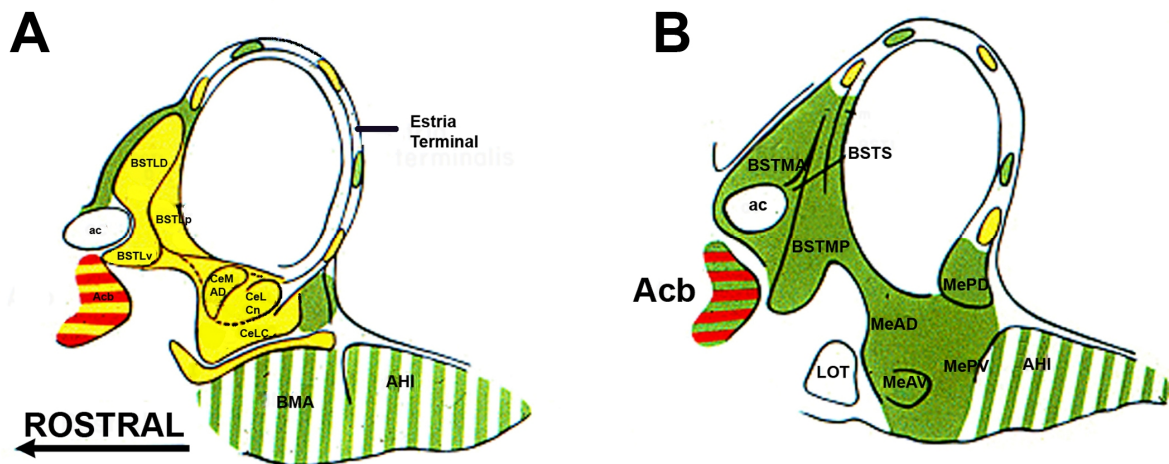 A
Estria
Terminal
terminalis
BSTLD
BSTLp
ac
BSTLv
CeM
AD
CeL
Cn
Acb
CeLC
AHI
BMA
ROSTRAL
B
BSTMA
BSTS
ac
BSTMP
Acb
MePD
MeAD
LOT
MeAV
MePV
AHI